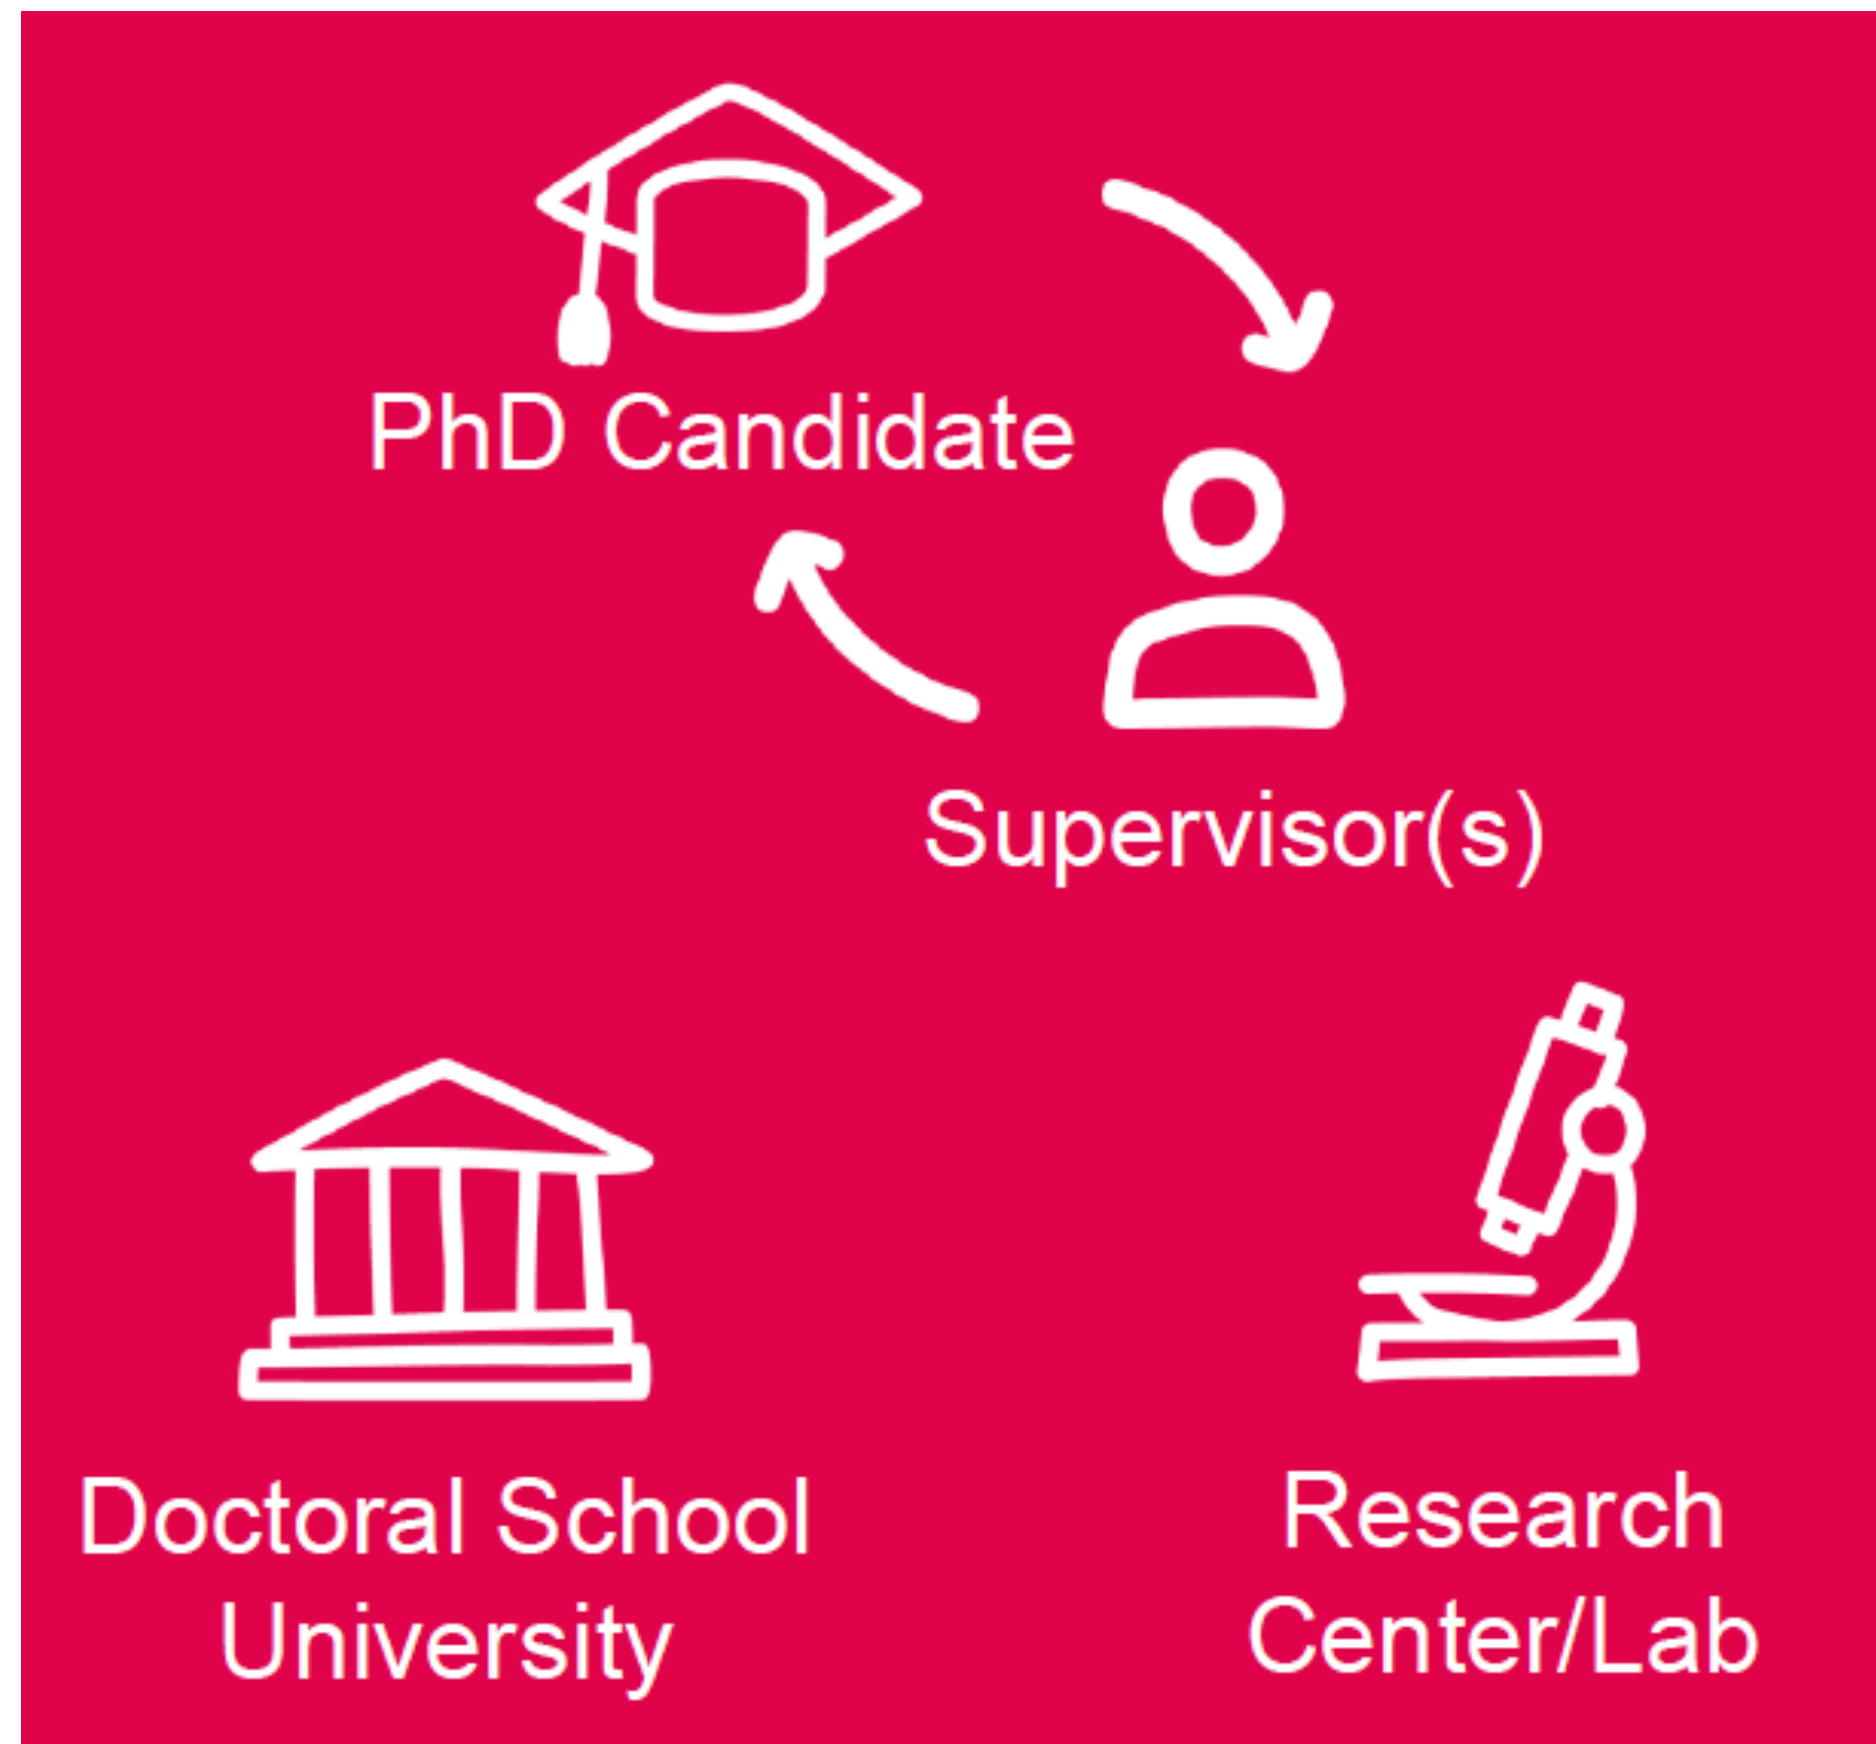 PhD Candidate
Supervisor(s)
Doctoral School
University
Research
Center/Lab